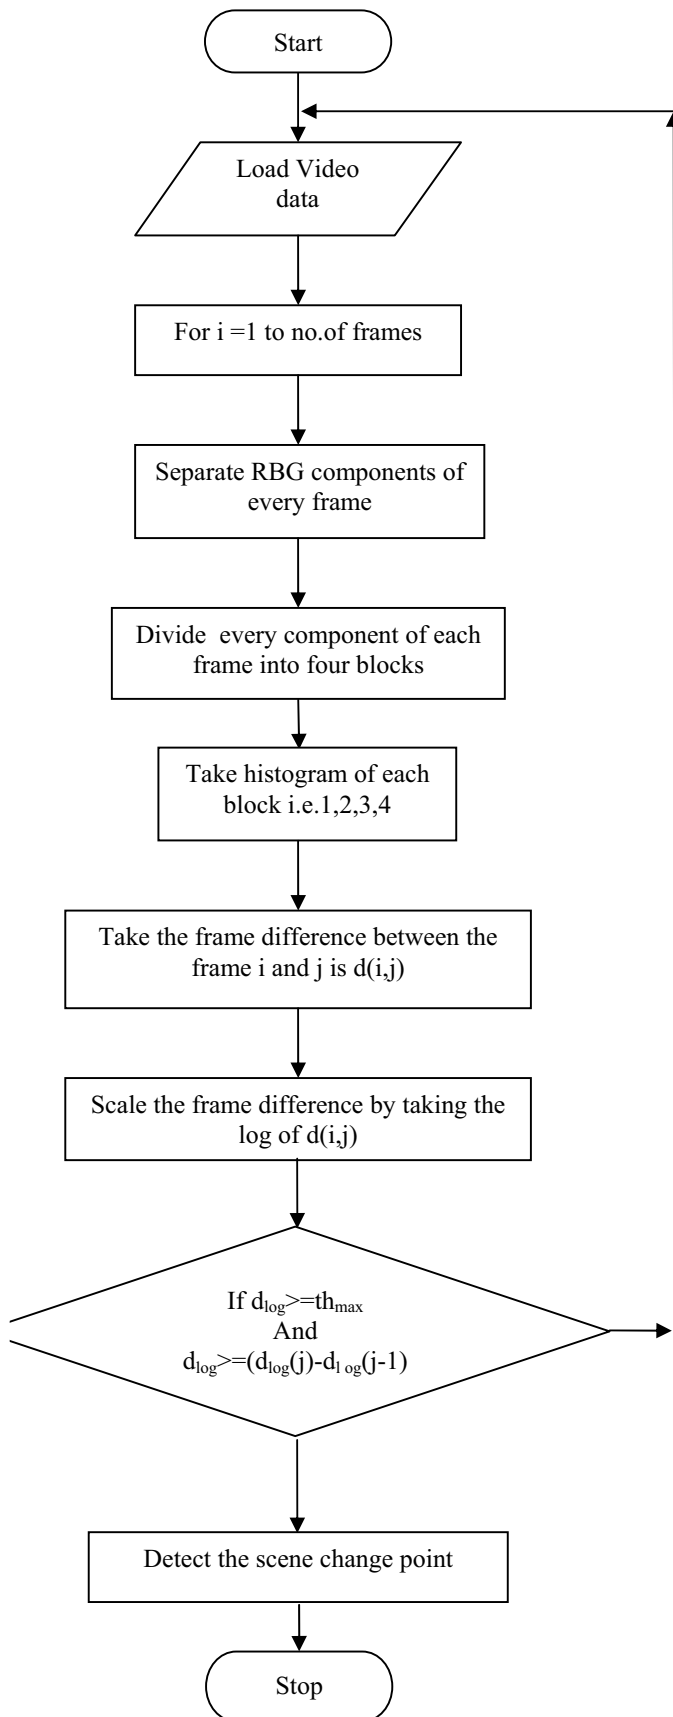 Start
Load Video
data
For i =1 to no.of frames
Separate RBG components of
every frame
Divide  every component of each
frame into four blocks
Take histogram of each
block i.e.1,2,3,4
Take the frame difference between the
frame i and j is d(i,j)
Scale the frame difference by taking the
log of d(i,j)
If dlog>=thmax
And
dlog>=(dlog(j)-dl og(j-1)
Detect the scene change point
Stop